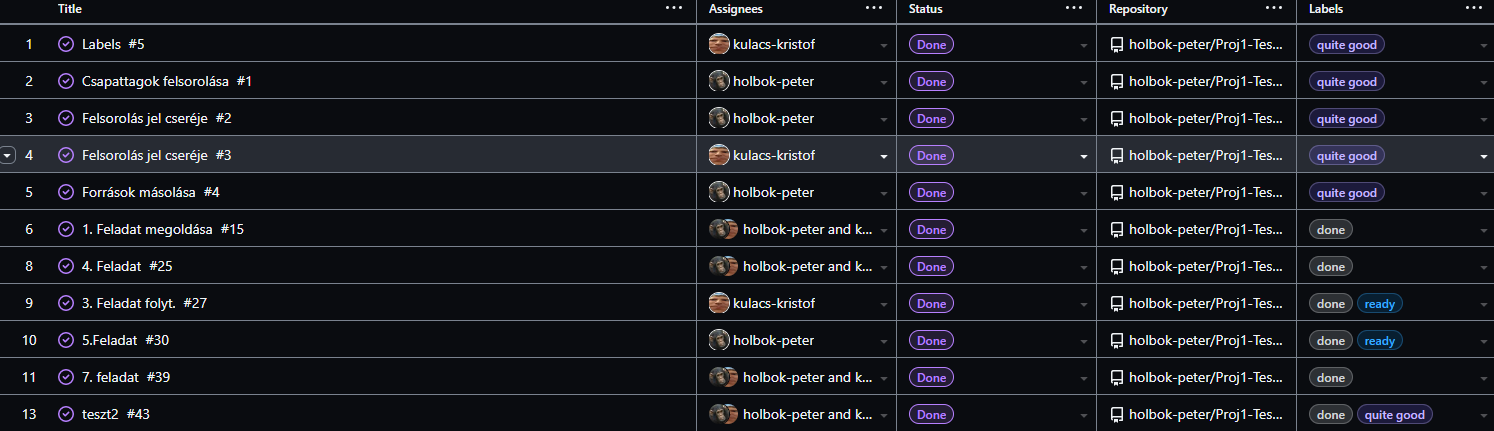 Title ... Assignees ... Status ... Repository ... Labels ...
1 Labels #5 kulacs-kristof Done holbok-peter/Proj1-Tes... quite good
2 Csapattagok felsorolása #1 holbok-peter Done holbok-peter/Proj1-Tes... quite good
3 Felsorolás jel cseréje #2 holbok-peter Done holbok-peter/Proj1-Tes... quite good
4 Felsorolás jel cseréje #3 kulacs-kristof Done holbok-peter/Proj1-Tes... quite good
5 Források másolása #4 holbok-peter Done holbok-peter/Proj1-Tes... quite good
6 1. Feladat megoldása #15 holbok-peter and k... Done holbok-peter/Proj1-Tes... done
8 4. Feladat #25 holbok-peter and k... Done holbok-peter/Proj1-Tes... done
9 3. Feladat folyt. #27 kulacs-kristof Done holbok-peter/Proj1-Tes... done ready
10 5.Feladat #30 holbok-peter Done holbok-peter/Proj1-Tes... done ready
11 7. feladat #39 holbok-peter and k... Done holbok-peter/Proj1-Tes... done
13 teszt2 #43 holbok-peter and k... Done holbok-peter/Proj1-Tes... done quite good